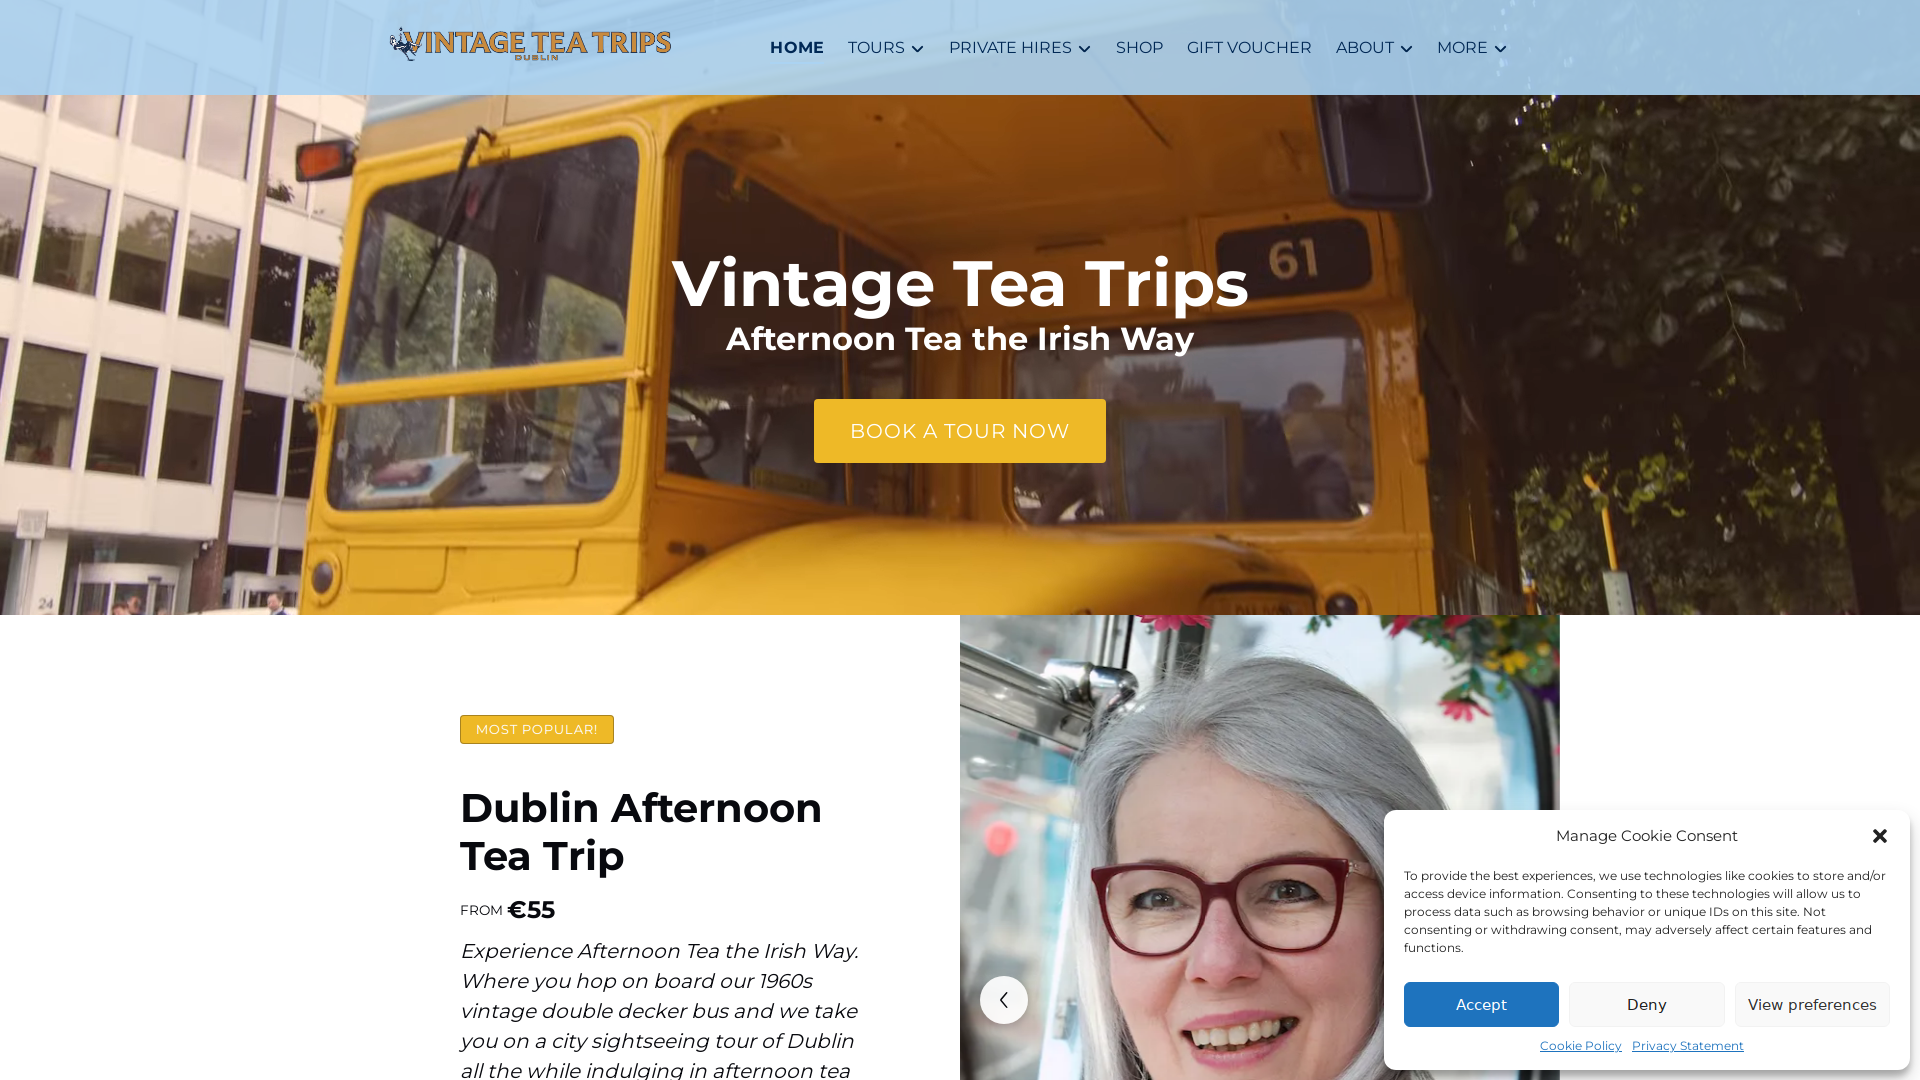 VINTAGE TEA TRIPS
DUBLIN
HOME
TOURS
PRIVATE HIRES
SHOP
GIFT VOUCHER
ABOUT
MORE
61
Vintage Tea Trips
Afternoon Tea the Irish Way
BOOK A TOUR NOW
24
MOST POPULAR!
Dublin Afternoon
Tea Trip
FROM €55
Experience Afternoon Tea the Irish Way.
Where you hop on board our 1960s
vintage double decker bus and we take
you on a city sightseeing tour of Dublin
all the while indulging in afternoon tea
Manage Cookie Consent
To provide the best experiences, we use technologies like cookies to store and/or
access device information. Consenting to these technologies will allow us to
process data such as browsing behavior or unique IDs on this site. Not
consenting or withdrawing consent, may adversely affect certain features and
functions.
Accept
Deny
View preferences
Cookie Policy
Privacy Statement